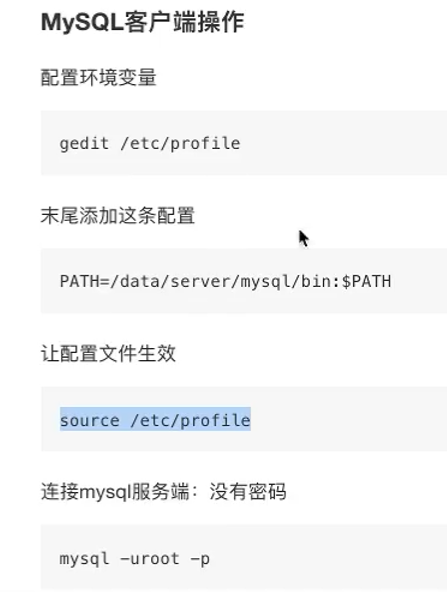 MySQL客户端操作
配置环境变量
gedit /etc/profile
末尾添加这条配置
PATH=/data/server/mysql/bin:$PATH
让配置文件生效
source /etc/profile
连接mysql服务端：没有密码
mysql -uroot -p